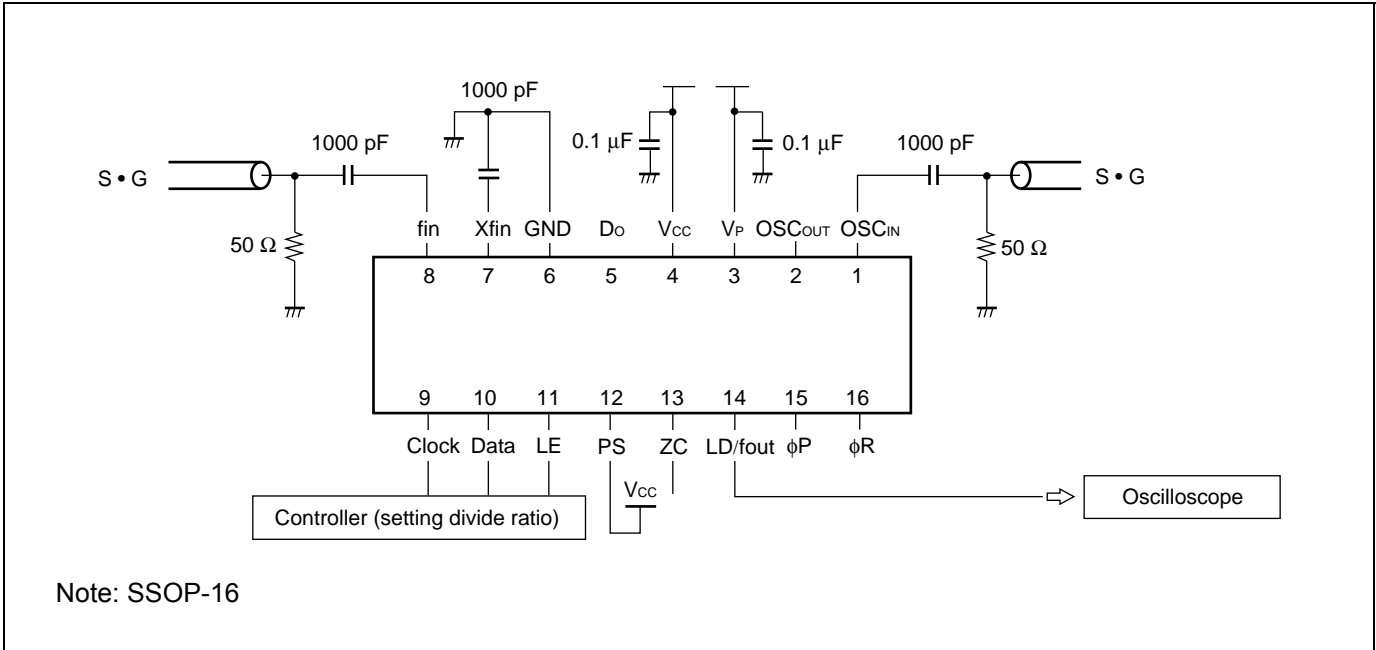 1000 pF
0.1 μF 0.1 μF
1000 pF 1000 pF
S • G S • G
50 Ω 50 Ω
fin Xfin GND DO VCC VP OSCOUT OSCIN
8 7 6 5 4 3 2 1
9 10 11 12 13 14 15 16
Clock Data LE PS ZC LD/fout ϕP ϕR
VCC
Controller (setting divide ratio)
Oscilloscope
Note: SSOP-16